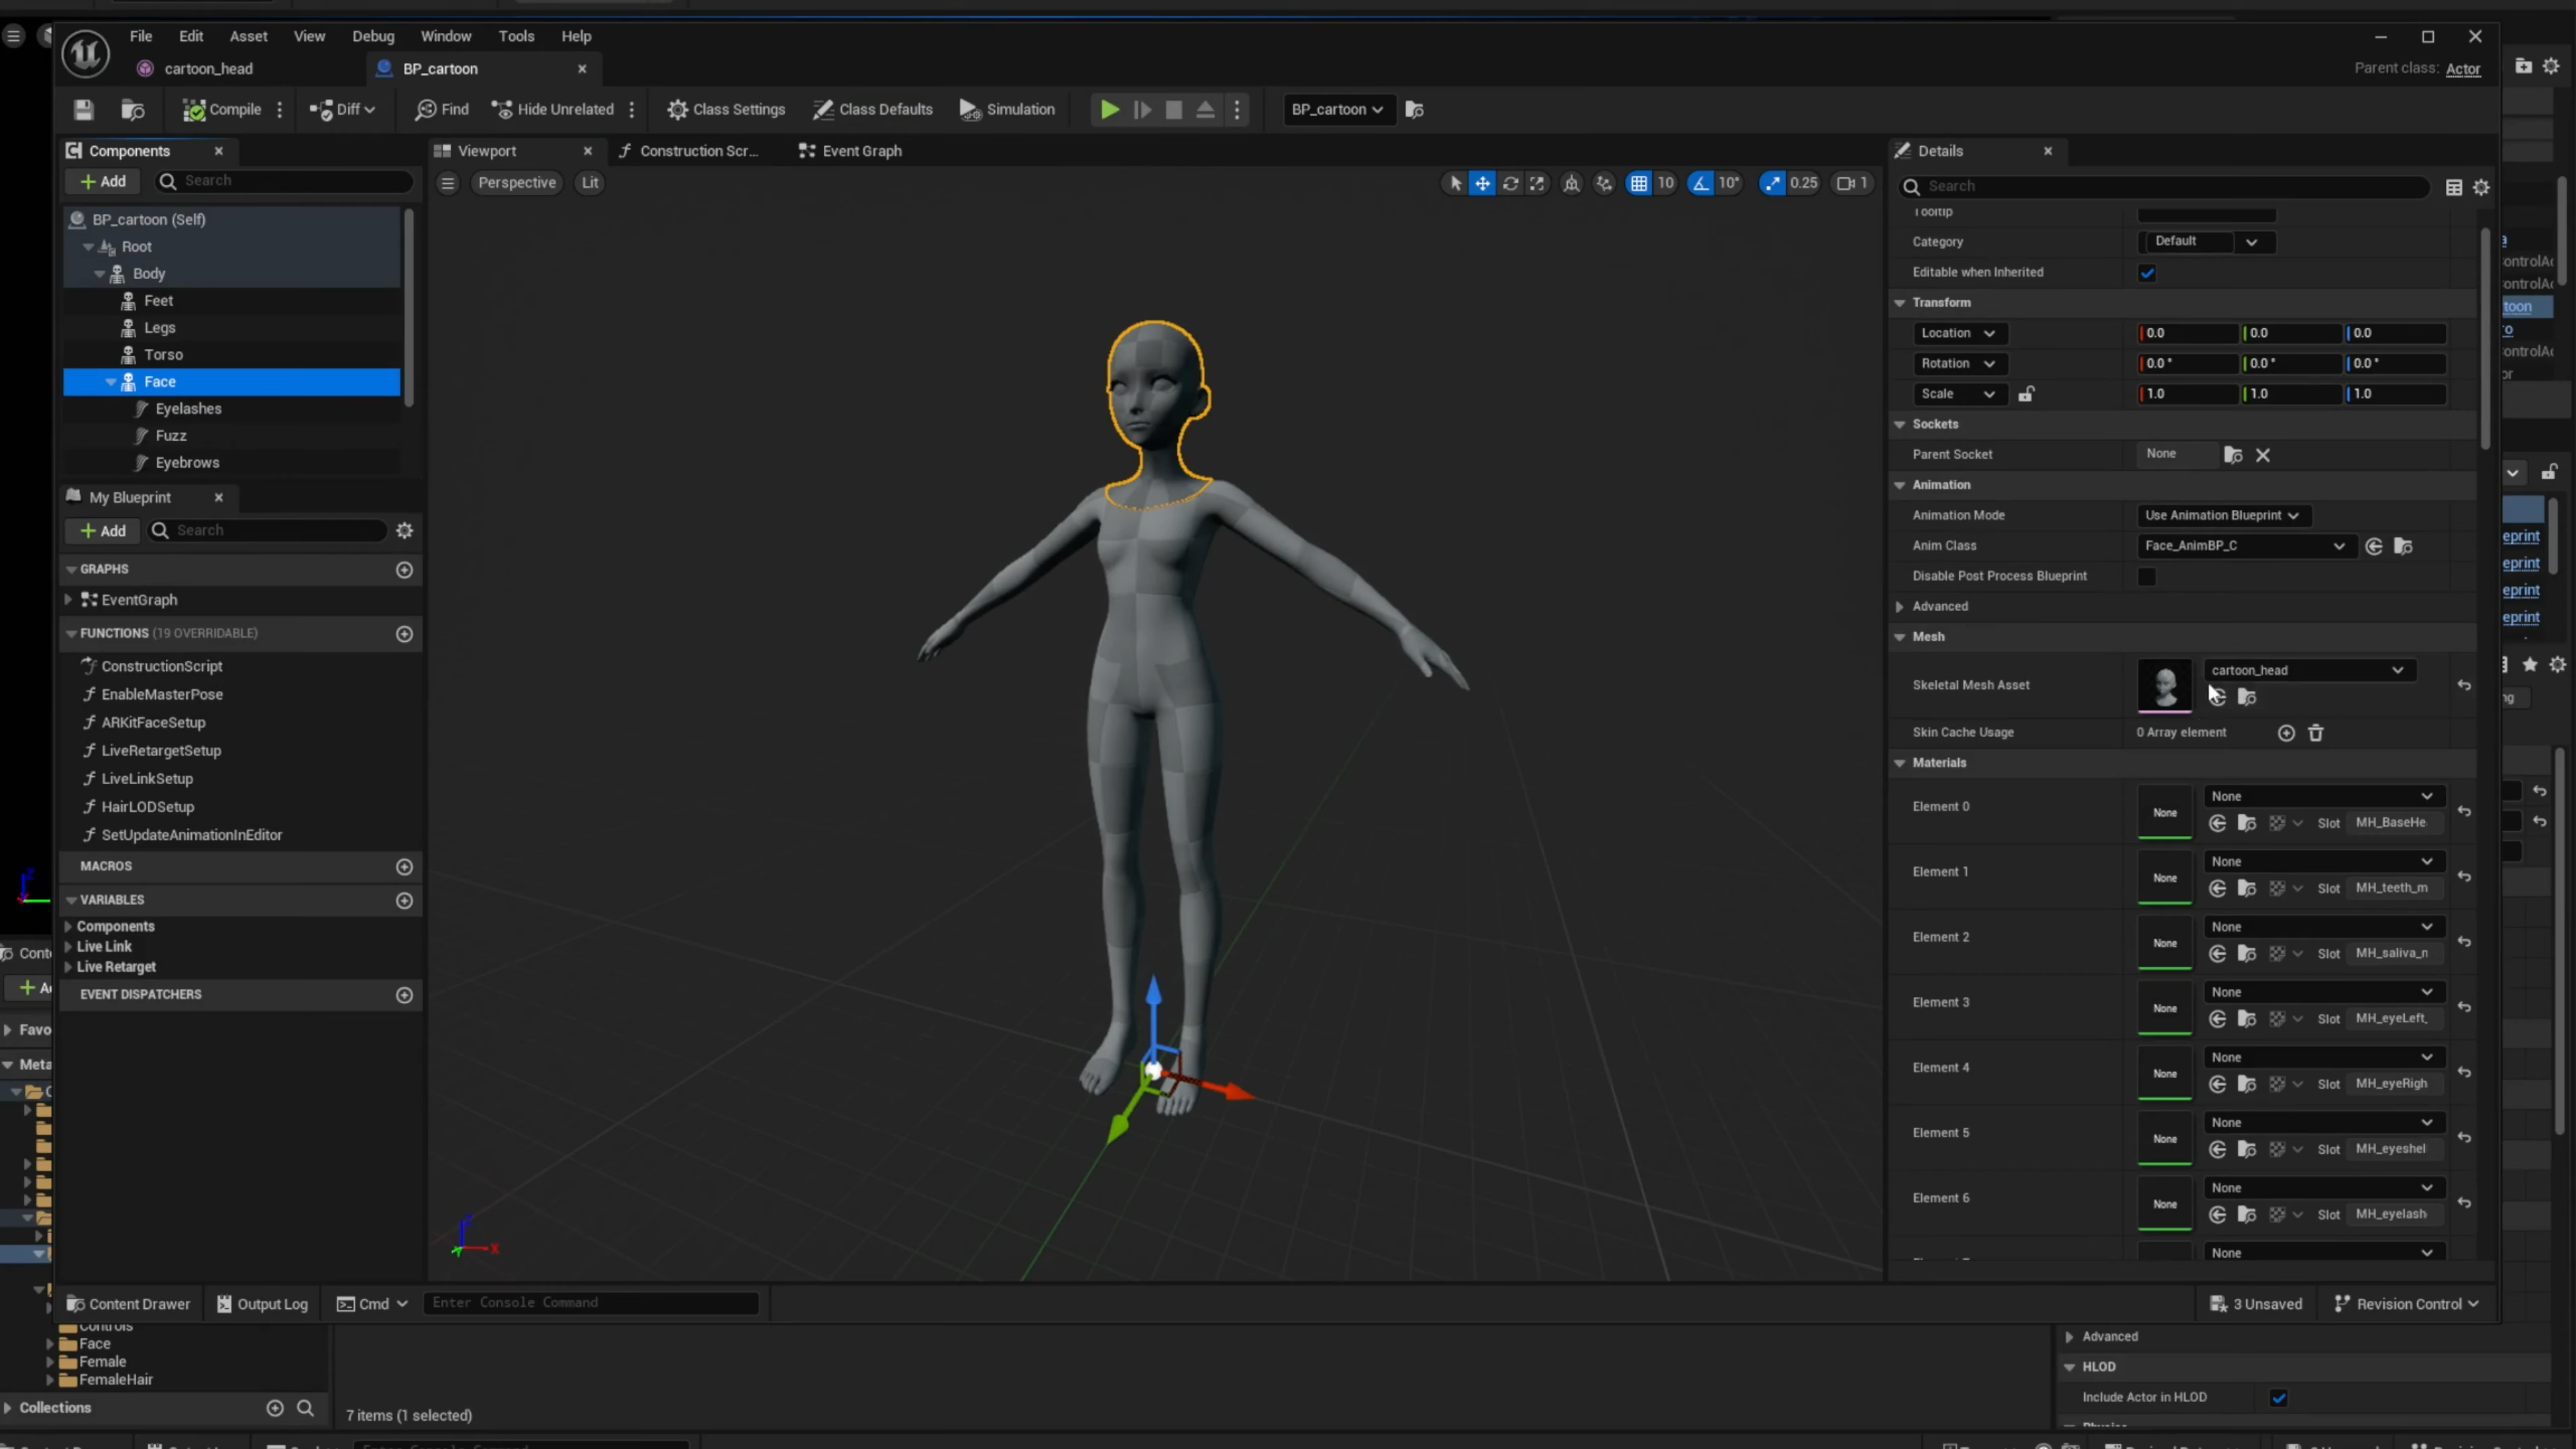 File Edit Asset View Debug Window Tools Help
cartoon_head BP_cartoon
Parent class: Actor
Compile Diff Find Hide Unrelated Class Settings Class Defaults Simulation BP_cartoon
Components
Add Search
BP_cartoon (Self)
Root
Body
Feet
Legs
Torso
Face
Eyelashes
Fuzz
Eyebrows
My Blueprint
Add Search
GRAPHS
EventGraph
FUNCTIONS (19 OVERRIDABLE)
ConstructionScript
EnableMasterPose
ARKitFaceSetup
LiveRetargetSetup
LiveLinkSetup
HairLODSetup
SetUpdateAnimationInEditor
MACROS
VARIABLES
Components
Live Link
Live Retarget
EVENT DISPATCHERS
Viewport Construction Scr... Event Graph
Perspective Lit 10 10° 0.25 1
Z
X
Details
Search
Tooltip
Category Default
Editable when Inherited
Transform
Location 0.0 0.0 0.0
Rotation 0.0 ° 0.0 ° 0.0 °
Scale 1.0 1.0 1.0
Sockets
Parent Socket None
Animation
Animation Mode Use Animation Blueprint
Anim Class Face_AnimBP_C
Disable Post Process Blueprint
Advanced
Mesh
Skeletal Mesh Asset cartoon_head
Skin Cache Usage 0 Array element
Materials
Element 0 None None
Slot MH_BaseHe
Element 1 None None
Slot MH_teeth_m
Element 2 None None
Slot MH_saliva_n
Element 3 None None
Slot MH_eyeLeft_
Element 4 None None
Slot MH_eyeRigh
Element 5 None None
Slot MH_eyeshel
Element 6 None None
Slot MH_eyelash
None
Content Drawer Output Log Cmd Enter Console Command 3 Unsaved Revision Control
Conte
Favo
Meta
Controls
Face
Female
FemaleHair
Collections
7 items (1 selected)
ontrolAc
ontrolAc
toon
ro
ontrolAc
or
eprint
eprint
eprint
eprint
ng
Advanced
HLOD
Include Actor in HLOD